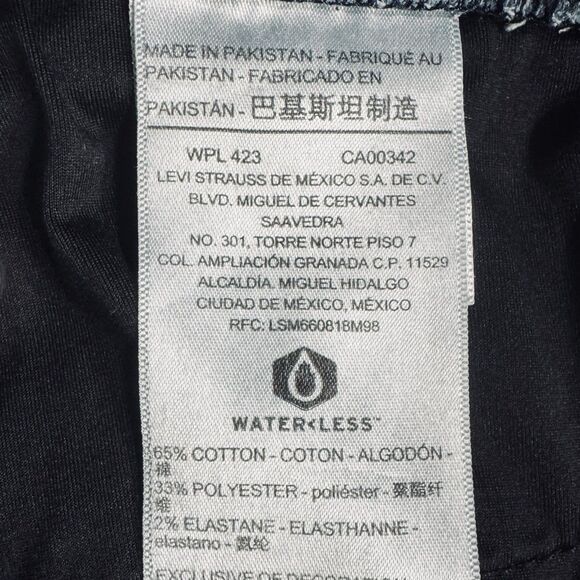 MADE IN PAKISTAN - FABRIQUÉ AU
PAKISTAN - FABRICADO EN
PAKISTÁN - 巴基斯坦制造
WPL 423 CA00342
LEVI STRAUSS DE MÉXICO S.A. DE C.V.
BLVD. MIGUEL DE CERVANTES
SAAVEDRA
NO. 301, TORRE NORTE PISO 7
COL. AMPLIACIÓN GRANADA C.P. 11529
ALCALDÍA. MIGUEL HIDALGO
CIUDAD DE MÉXICO, MÉXICO
RFC: LSM660818M98
WATER<LESS™
65% COTTON - COTON - ALGODÓN -
棉
33% POLYESTER - poliéster - 聚酯纤
维
2% ELASTANE - ELASTHANNE -
elastano - 氨纶
EXCLUSIVE OF DECORATION